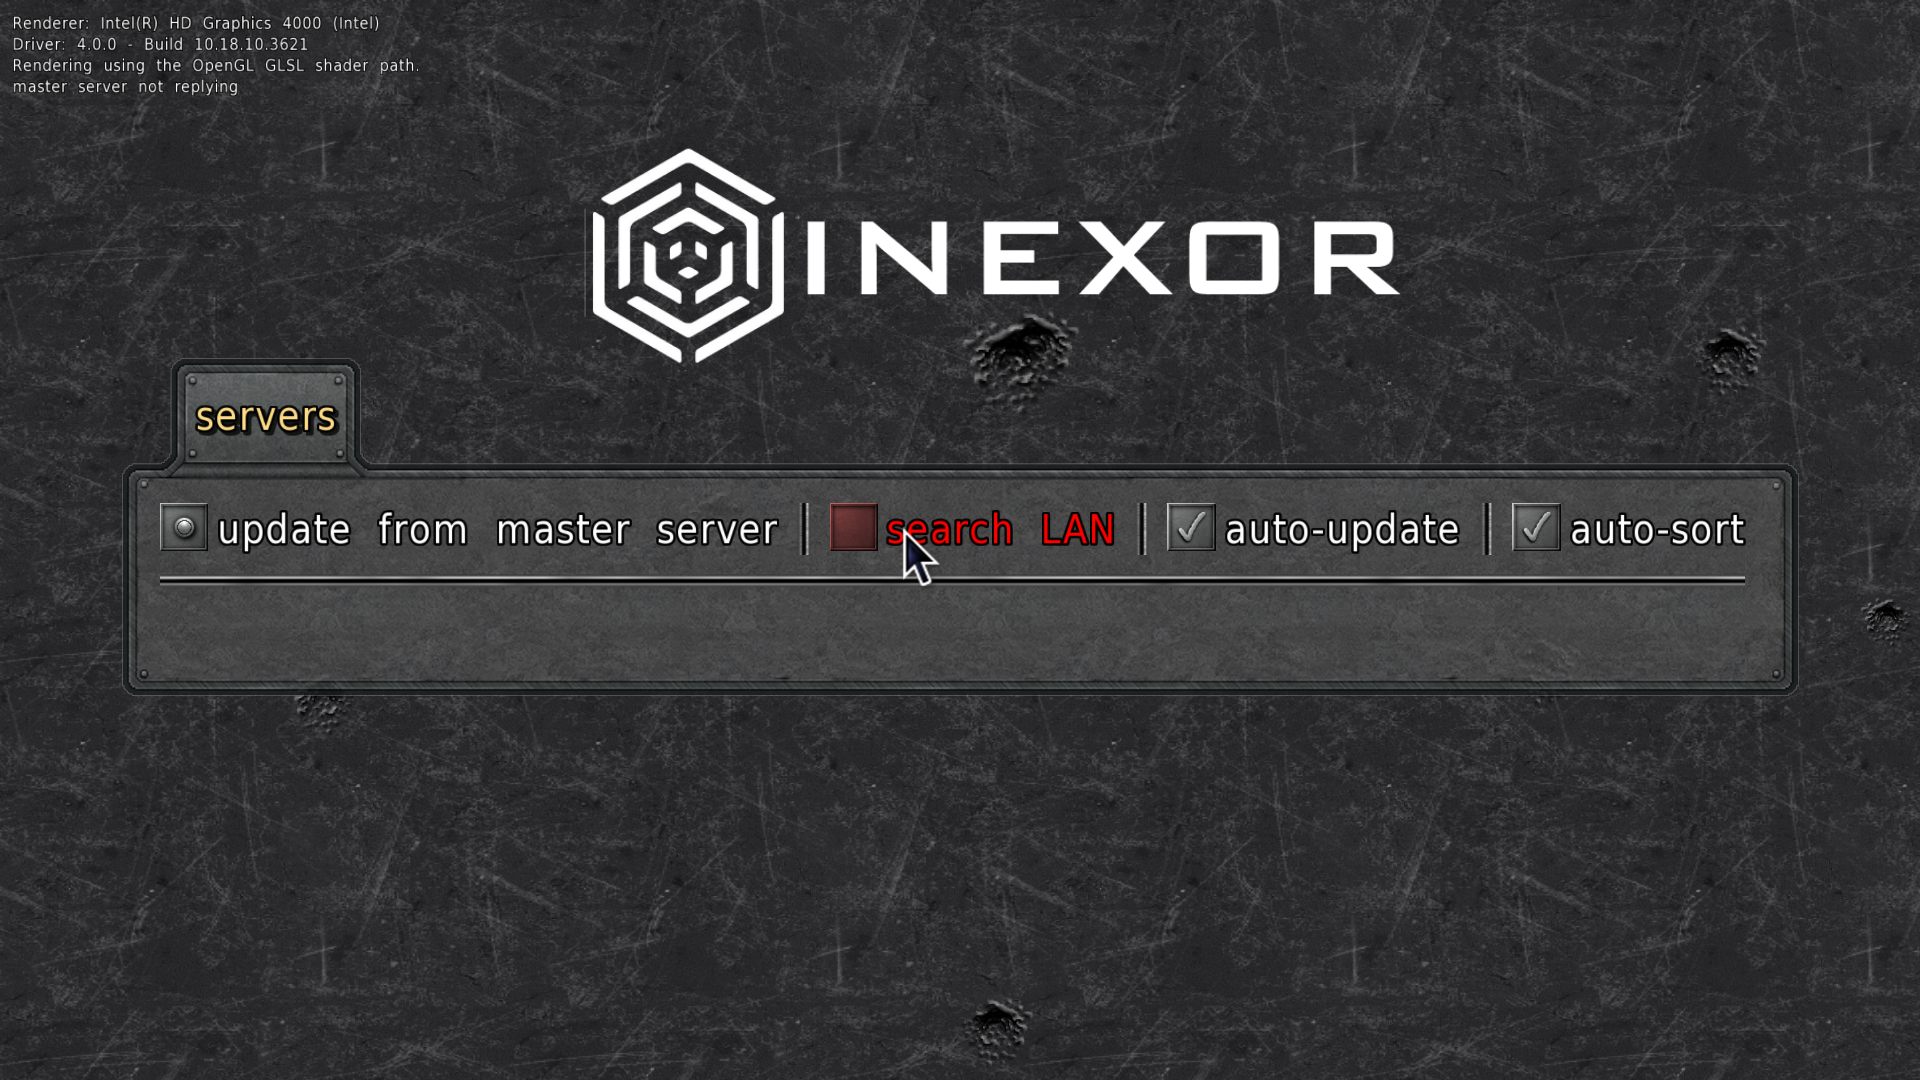 Renderer: Intel(R) HD Graphics 4000 (Intel)
Driver: 4.0.0 - Build 10.18.10.3621
Rendering using the OpenGL GLSL shader path.
master server not replying
INEXOR
servers
update from master server search LAN auto-update auto-sort